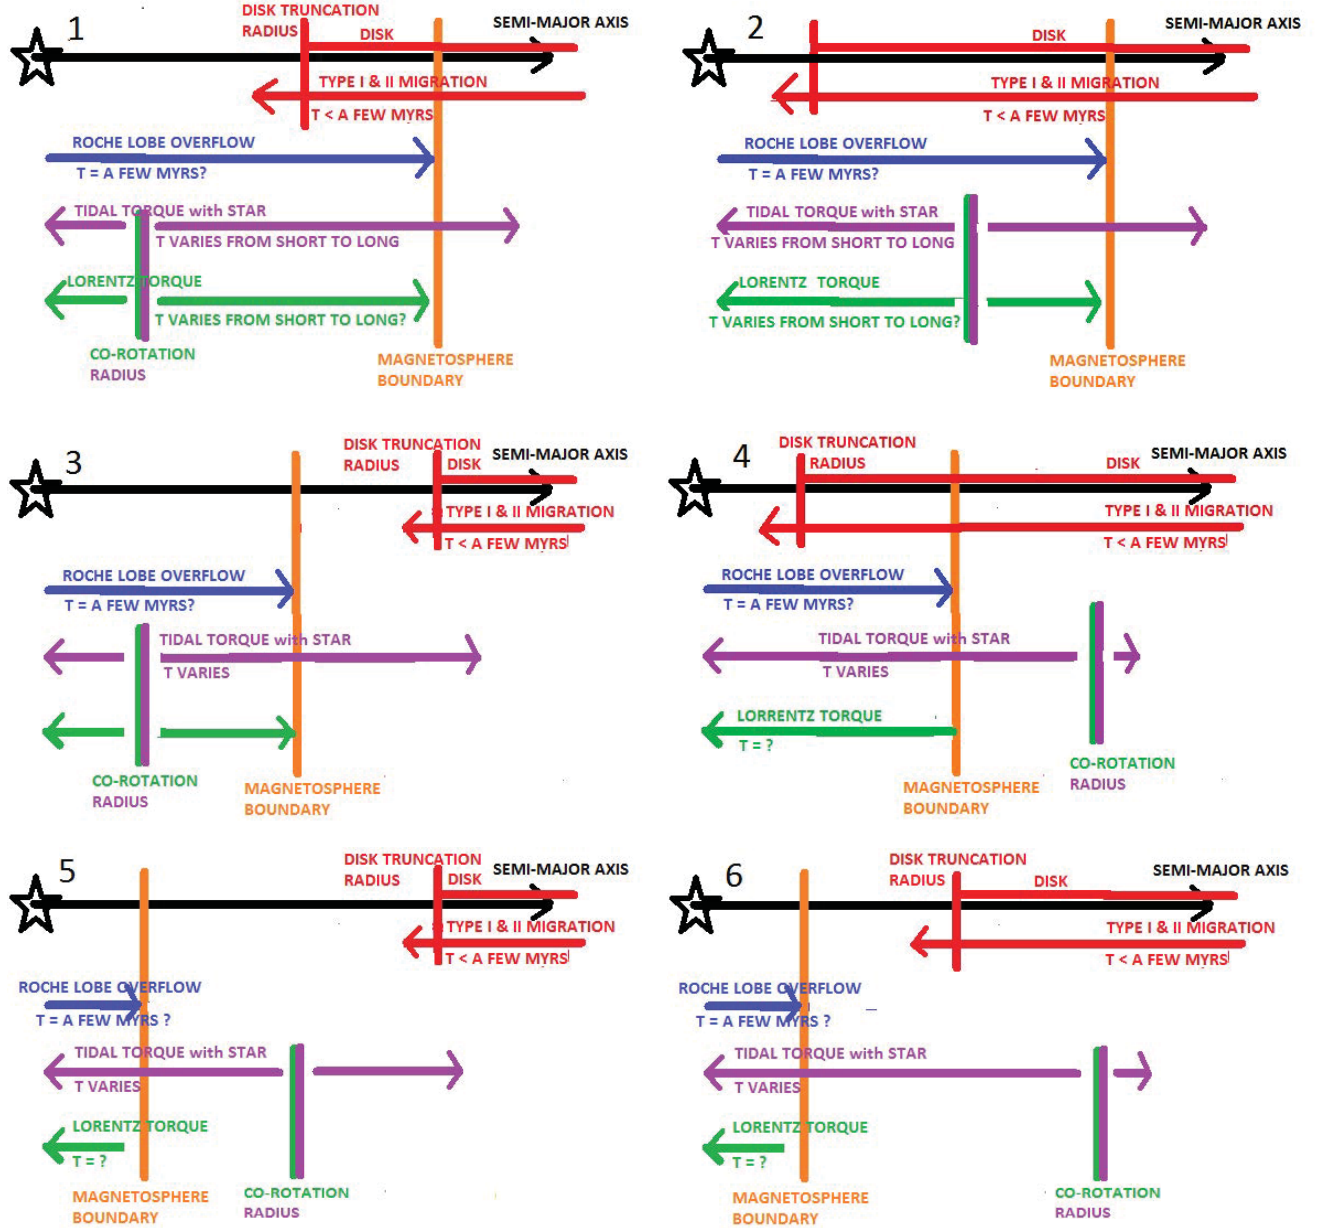 1
DISK TRUNCATION
RADIUS
DISK
SEMI-MAJOR AXIS
TYPE I & II MIGRATION
T < A FEW MYRS
ROCHE LOBE OVERFLOW
T = A FEW MYRS?
TIDAL TORQUE with STAR
T VARIES FROM SHORT TO LONG
LORENTZ TORQUE
T VARIES FROM SHORT TO LONG?
CO-ROTATION
RADIUS
MAGNETOSPHERE
BOUNDARY
2
DISK
SEMI-MAJOR AXIS
TYPE I & II MIGRATION
T < A FEW MYRS
ROCHE LOBE OVERFLOW
T = A FEW MYRS?
TIDAL TORQUE with STAR
T VARIES FROM SHORT TO LONG
LORENTZ TORQUE
T VARIES FROM SHORT TO LONG?
MAGNETOSPHERE
BOUNDARY
3
DISK TRUNCATION
RADIUS
DISK
SEMI-MAJOR AXIS
TYPE I & II MIGRATION
T < A FEW MYRS
ROCHE LOBE OVERFLOW
T = A FEW MYRS?
TIDAL TORQUE with STAR
T VARIES
CO-ROTATION
RADIUS
MAGNETOSPHERE
BOUNDARY
4
DISK TRUNCATION
RADIUS
DISK
SEMI-MAJOR AXIS
TYPE I & II MIGRATION
T < A FEW MYRS
ROCHE LOBE OVERFLOW
T = A FEW MYRS?
TIDAL TORQUE with STAR
T VARIES
LORRENTZ TORQUE
T = ?
CO-ROTATION
RADIUS
MAGNETOSPHERE
BOUNDARY
5
DISK TRUNCATION
RADIUS
DISK
SEMI-MAJOR AXIS
TYPE I & II MIGRATION
T < A FEW MYRS
ROCHE LOBE OVERFLOW
T = A FEW MYRS ?
TIDAL TORQUE with STAR
T VARIES
LORENTZ TORQUE
T = ?
MAGNETOSPHERE
BOUNDARY
CO-ROTATION
RADIUS
6
DISK TRUNCATION
RADIUS
DISK
SEMI-MAJOR AXIS
TYPE I & II MIGRATION
T < A FEW MYRS
ROCHE LOBE OVERFLOW
T = A FEW MYRS ?
TIDAL TORQUE with STAR
T VARIES
LORENTZ TORQUE
T = ?
MAGNETOSPHERE
BOUNDARY
CO-ROTATION
RADIUS